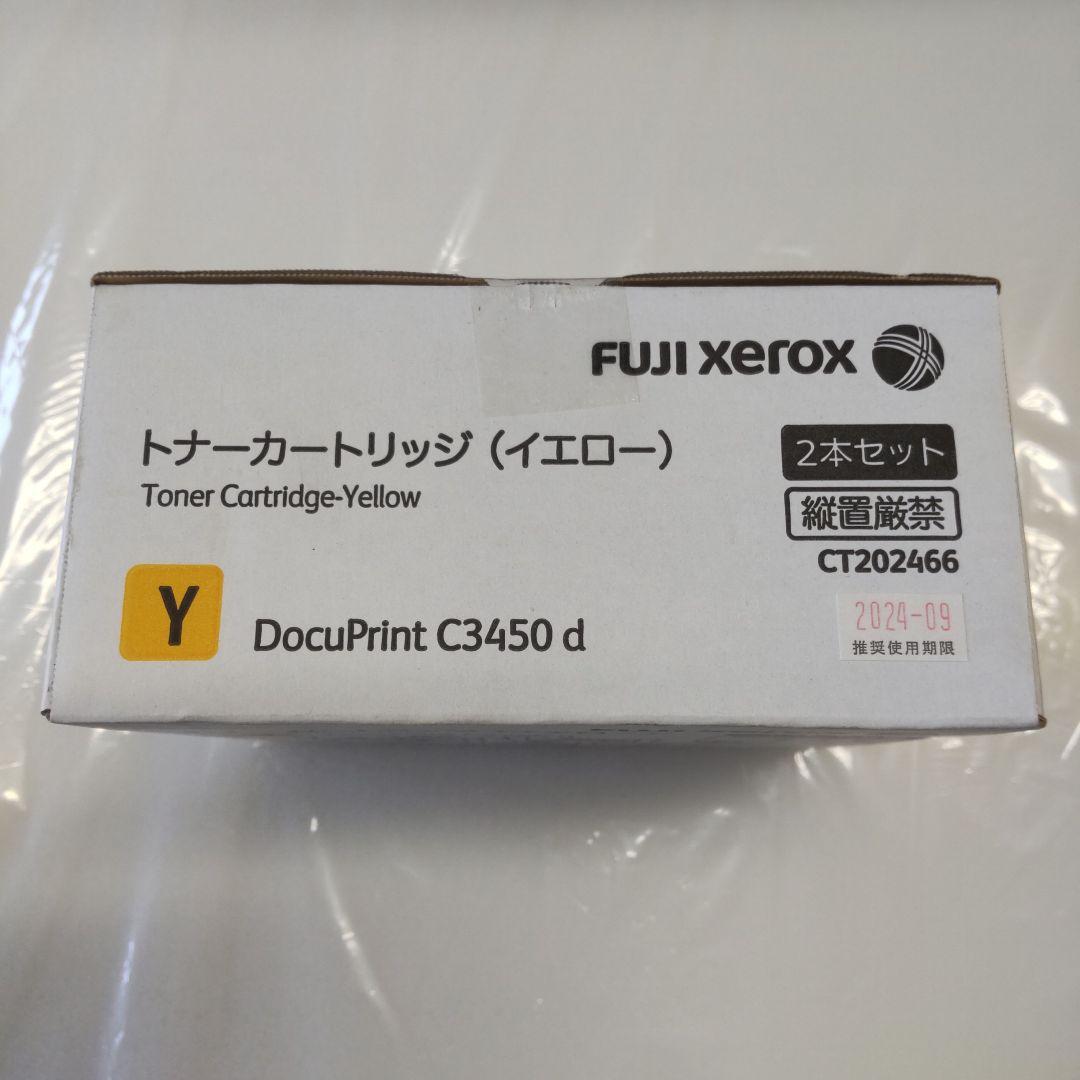 FUJI xerox
トナーカートリッジ（イエロー）
Toner Cartridge-Yellow
2本セット
縦置厳禁
CT202466
2024-09
推奨使用期限
Y
DocuPrint C3450 d